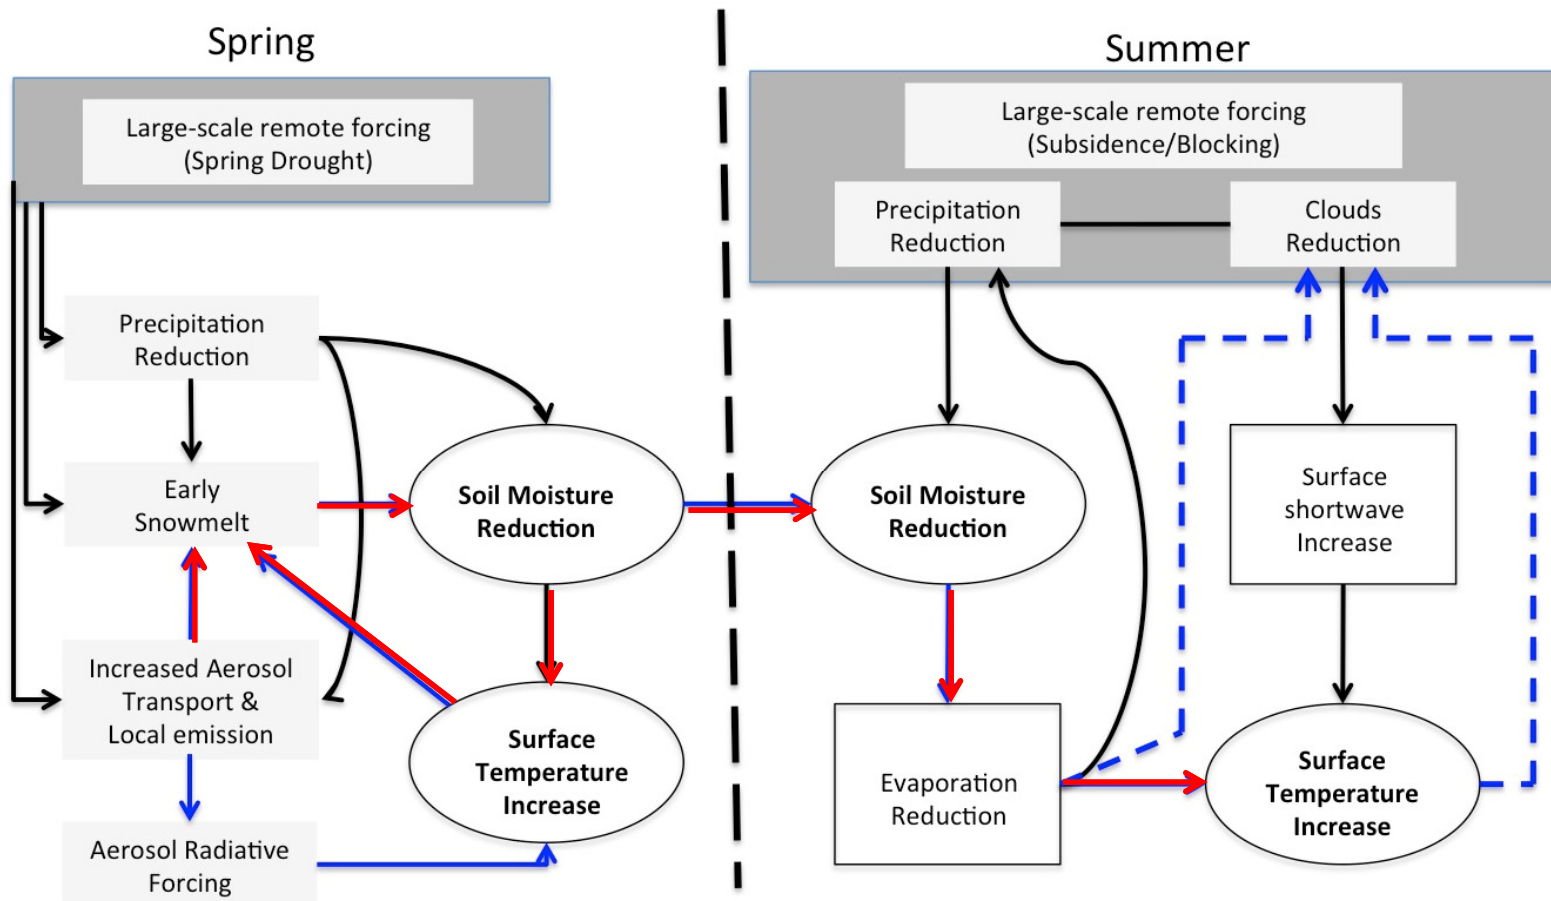 Spring
Large-scale remote forcing
(Spring Drought)
Precipitation
Reduction
Early
Snowmelt
Increased Aerosol
Transport &
Local emission
Aerosol Radiative
Forcing
Soil Moisture
Reduction
Surface
Temperature
Increase
Summer
Large-scale remote forcing
(Subsidence/Blocking)
Precipitation
Reduction
Clouds
Reduction
Soil Moisture
Reduction
Surface
shortwave
Increase
Evaporation
Reduction
Surface
Temperature
Increase